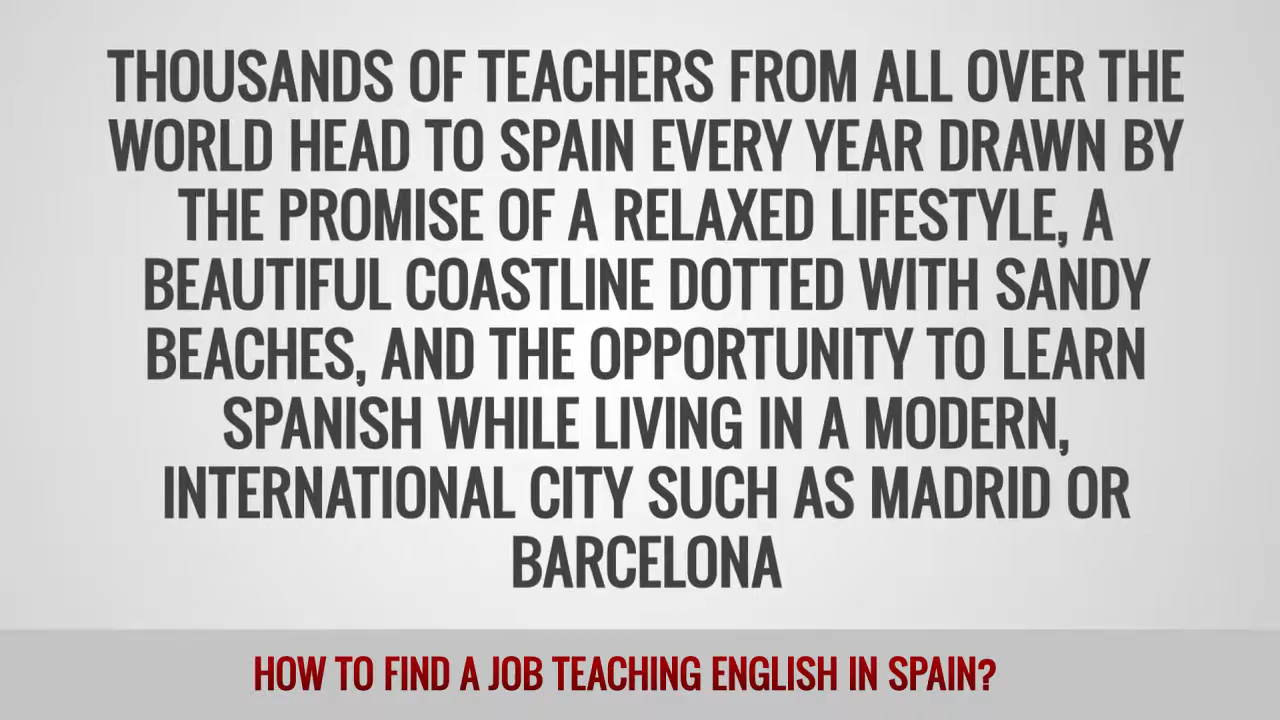 THOUSANDS OF TEACHERS FROM ALL OVER THE
WORLD HEAD TO SPAIN EVERY YEAR DRAWN BY
THE PROMISE OF A RELAXED LIFESTYLE, A
BEAUTIFUL COASTLINE DOTTED WITH SANDY
BEACHES, AND THE OPPORTUNITY TO LEARN
SPANISH WHILE LIVING IN A MODERN,
INTERNATIONAL CITY SUCH AS MADRID OR
BARCELONA
HOW TO FIND A JOB TEACHING ENGLISH IN SPAIN?